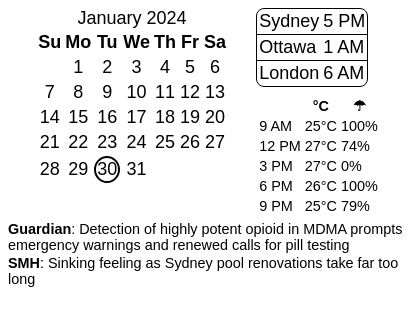 January 2024
Su Mo Tu We Th Fr Sa
1 2 3 4 5 6
7 8 9 10 11 12 13
14 15 16 17 18 19 20
21 22 23 24 25 26 27
28 29 30 31
Sydney 5 PM
Ottawa 1 AM
London 6 AM
°C ☂
9 AM 25°C 100%
12 PM 27°C 74%
3 PM 27°C 0%
6 PM 26°C 100%
9 PM 25°C 79%
Guardian: Detection of highly potent opioid in MDMA prompts
emergency warnings and renewed calls for pill testing
SMH: Sinking feeling as Sydney pool renovations take far too
long